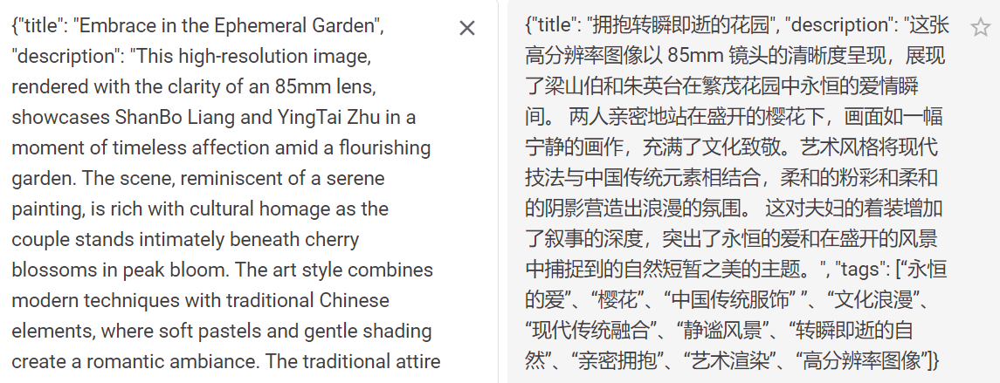 {"title": "Embrace in the Ephemeral Garden",
"description": "This high-resolution image,
rendered with the clarity of an 85mm lens,
showcases ShanBo Liang and YingTai Zhu in a
moment of timeless affection amid a flourishing
garden. The scene, reminiscent of a serene
painting, is rich with cultural homage as the
couple stands intimately beneath cherry
blossoms in peak bloom. The art style combines
modern techniques with traditional Chinese
elements, where soft pastels and gentle shading
create a romantic ambiance. The traditional attire
{"title": "拥抱转瞬即逝的花园", "description": "这张
高分辨率图像以 85mm 镜头的清晰度呈现，展现
了梁山伯和朱英台在繁茂花园中永恒的爱情瞬
间。 两人亲密地站在盛开的樱花下，画面如一幅
宁静的画作，充满了文化致敬。艺术风格将现代
技法与中国传统元素相结合，柔和的粉彩和柔和
的阴影营造出浪漫的氛围。 这对夫妇的着装增加
了叙事的深度，突出了永恒的爱和在盛开的风景
中捕捉到的自然短暂之美的主题。", "tags": [“永恒
的爱”、“樱花”、“中国传统服饰” ”、“文化浪漫”、
“现代传统融合”、“静谧风景”、“转瞬即逝的自
然”、“亲密拥抱”、“艺术渲染”、“高分辨率图像”]}